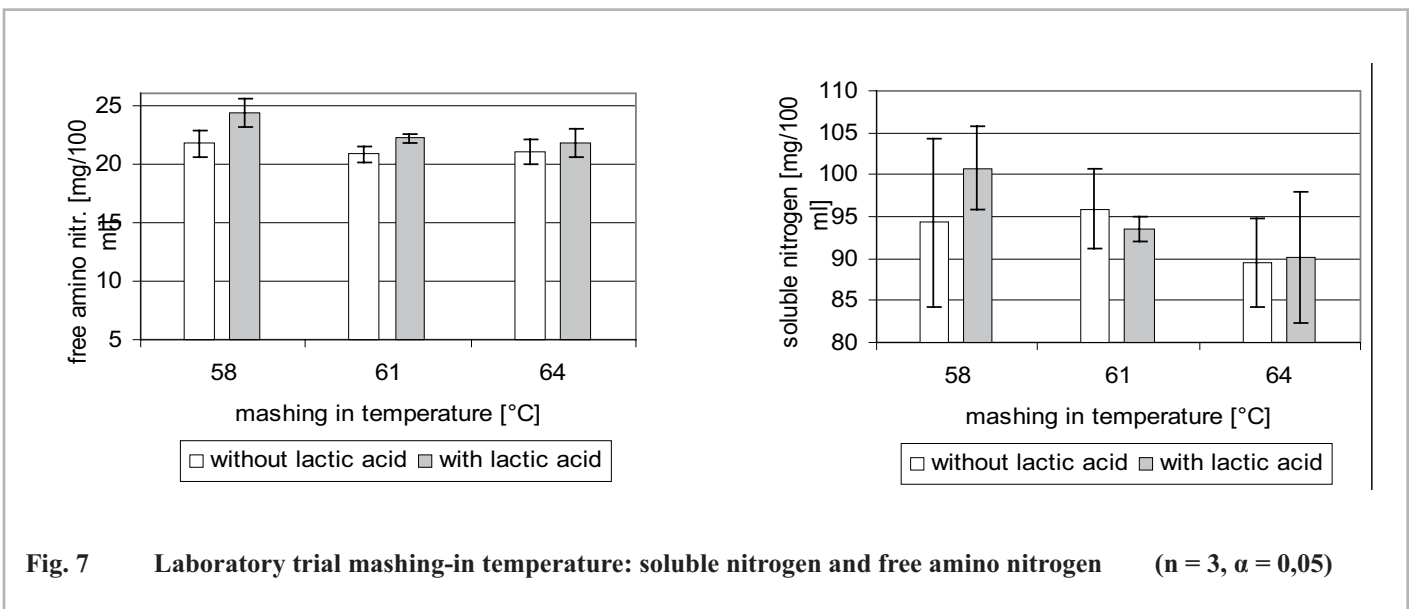 free amino nitr. [mg/100
ml]
25
20
15
10
5
58 61 64
mashing in temperature [°C]
without lactic acid with lactic acid
soluble nitrogen [mg/100
ml]
110
105
100
95
90
85
80
58 61 64
mashing in temperature [°C]
without lactic acid with lactic acid
Fig. 7 Laboratory trial mashing-in temperature: soluble nitrogen and free amino nitrogen (n = 3, α = 0,05)